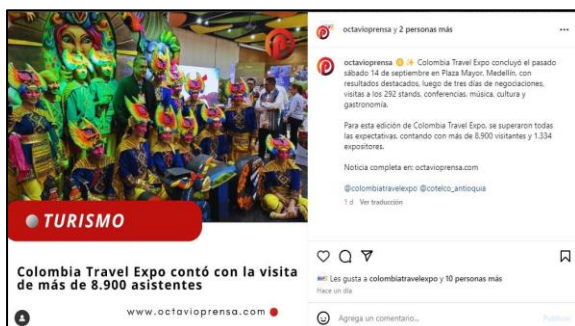 TURISMO
Colombia Travel Expo contó con la visita
de más de 8.900 asistentes
www.octavioprensa.com
octavioprensa y 2 personas más
octavioprensa Colombia Travel Expo concluyó el pasado
sábado 14 de septiembre en Plaza Mayor, Medellín, con
resultados destacados, luego de tres días de negociaciones,
visitas a los 292 stands, conferencias, música, cultura y
gastronomía.
Para esta edición de Colombia Travel Expo, se superaron todas
las expectativas, contando con más de 8.900 visitantes y 1.334
expositores.
Noticia completa en: octavioprensa.com
@colombiatravelexpo @cotelco_antioquia
1 d Ver traducción
Les gusta a colombiatravelexpo y 10 personas más
Hace un día
Agrega un comentario...
Publicar